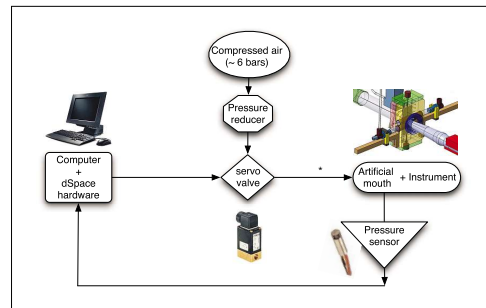 Compressed air
(~ 6 bars)
Pressure
reducer
Computer
+
dSpace
hardware
servo
valve
*
Artificial
mouth + Instrument
Pressure
sensor